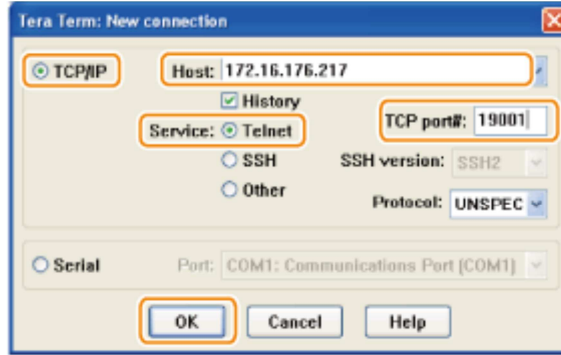 Tera Term: New connection
TCP/IP Host: 172.16.176.217
History
Service: Telnet TCP port#: 19001
SSH SSH version: SSH2
Other Protocol: UNSPEC
Serial Port: COM1: Communications Port (COM1)
OK Cancel Help